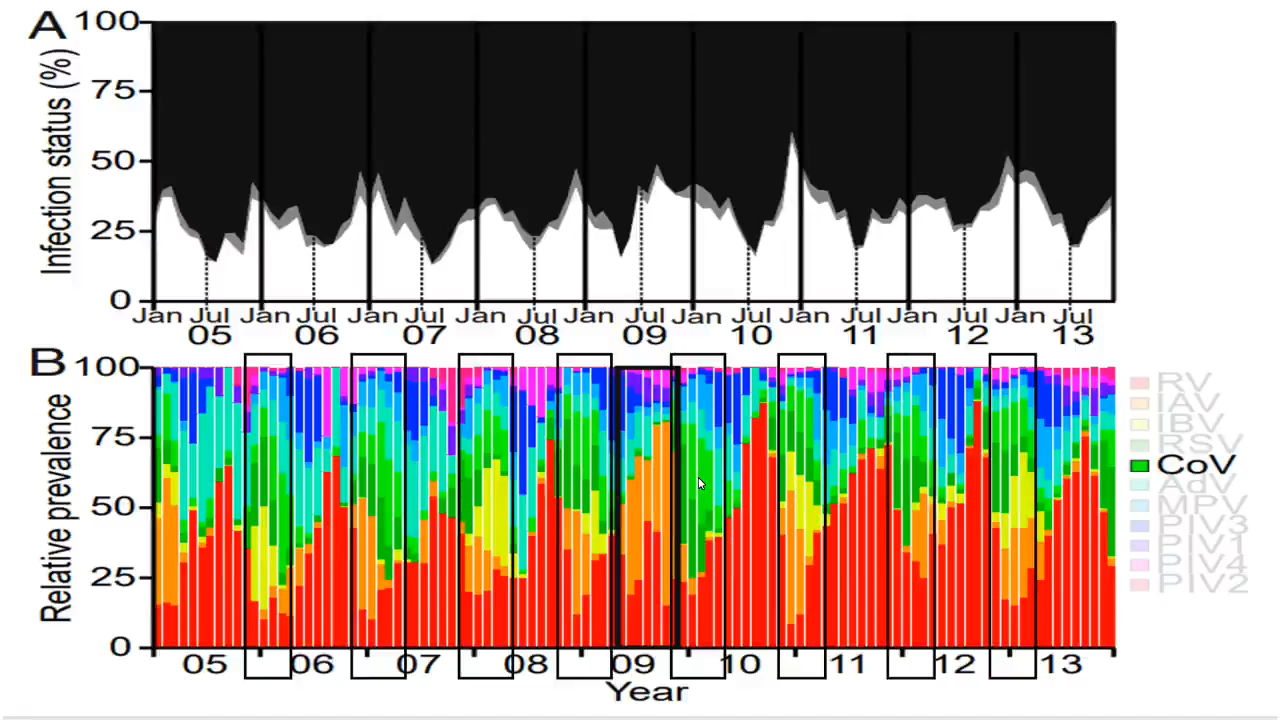 A
100
75
50
25
0
Infection status (%)
Jan Jul Jan Jul Jan Jul Jan Jul Jan Jul Jan Jul Jan Jul Jan Jul Jan Jul
05 06 07 08 09 10 11 12 13
B
100
75
50
25
0
Relative prevalence
05 06 07 08 09 10 11 12 13
Year
RV
IAV
IBV
RSV
CoV
AdV
MPV
PIV3
PIV1
PIV4
PIV2